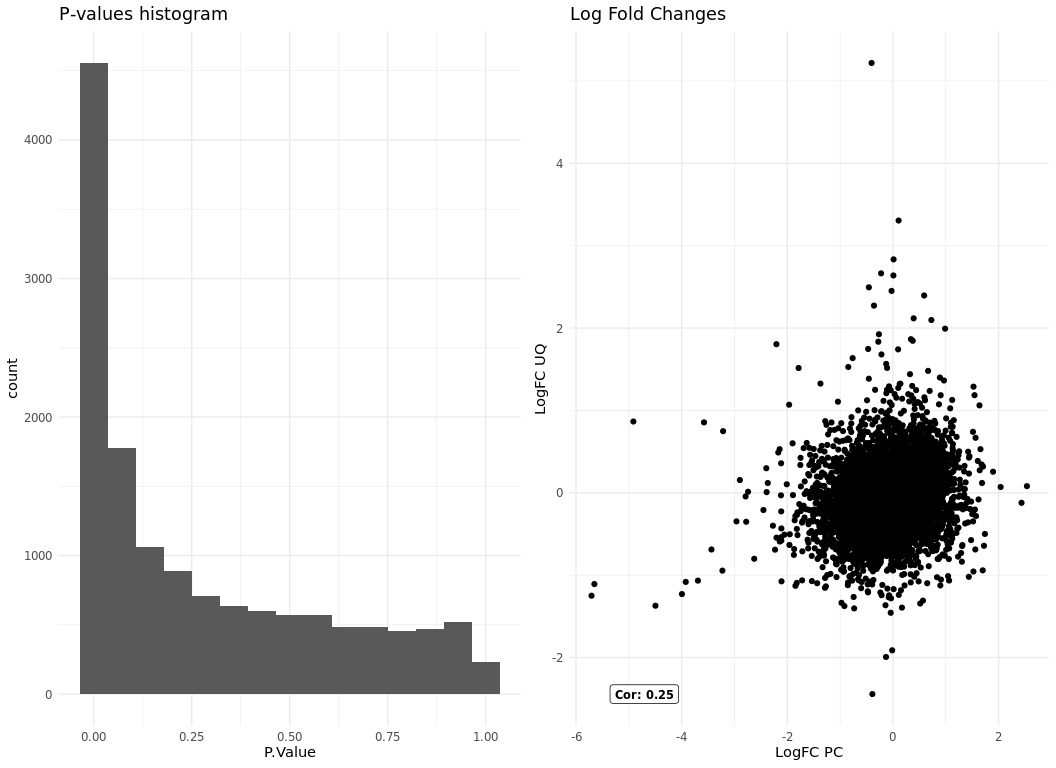 P-values histogram
count
4000
3000
2000
1000
0
0.00
0.25
0.50
0.75
1.00
P.Value
Log Fold Changes
LogFC UQ
4
2
0
-2
Cor: 0.25
-6
-4
-2
0
2
LogFC PC